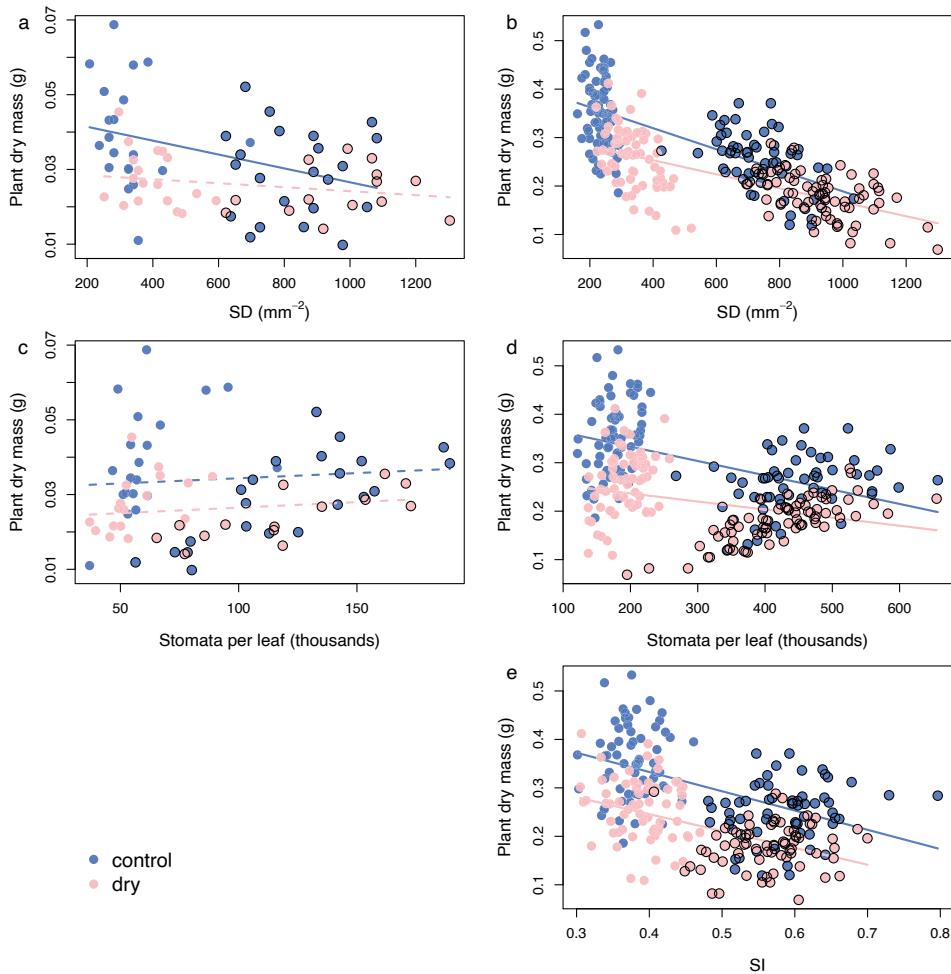 a
Plant dry mass (g)
0.01 0.03 0.05 0.07
200 400 600 800 1000 1200
SD (mm⁻²)
b
Plant dry mass (g)
0.1 0.2 0.3 0.4 0.5
200 400 600 800 1000 1200
SD (mm⁻²)
c
Plant dry mass (g)
0.01 0.03 0.05 0.07
50 100 150
Stomata per leaf (thousands)
d
Plant dry mass (g)
0.1 0.2 0.3 0.4 0.5
100 200 300 400 500 600
Stomata per leaf (thousands)
e
Plant dry mass (g)
0.1 0.2 0.3 0.4 0.5
0.3 0.4 0.5 0.6 0.7 0.8
SI
control
dry